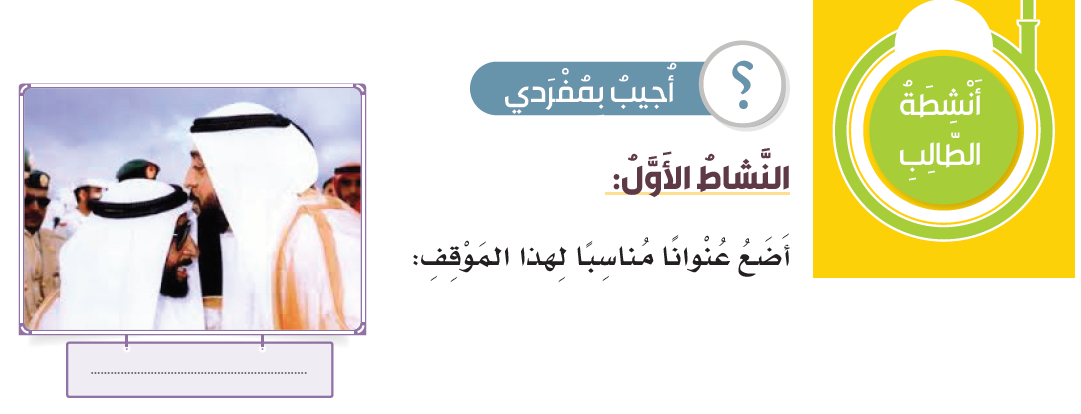 أَنْشِطَةُ
الطّالِبِ
أُجيبُ بِمُفْرَدي
؟
النَّشاطُ الأَوَّلُ:
أَضَعُ عُنْوانًا مُناسِبًا لِهذا المَوْقِفِ: